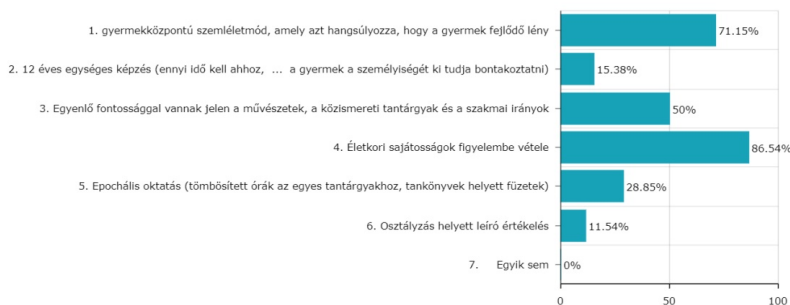 1. gyermekközpontú szemléletmód, amely azt hangsúlyozza, hogy a gyermek fejlődő lény
71.15%
2. 12 éves egységes képzés (ennyi idő kell ahhoz, ... a gyermek a személyiségét ki tudja bontakoztatni)
15.38%
3. Egyenlő fontossággal vannak jelen a művészetek, a közismereti tantárgyak és a szakmai irányok
50%
4. Életkori sajátosságok figyelembe vétele
86.54%
5. Epochális oktatás (tömbösített órák az egyes tantárgyakhoz, tankönyvek helyett füzetek)
28.85%
6. Osztályzás helyett leíró értékelés
11.54%
7. Egyik sem
0%
0 50 100